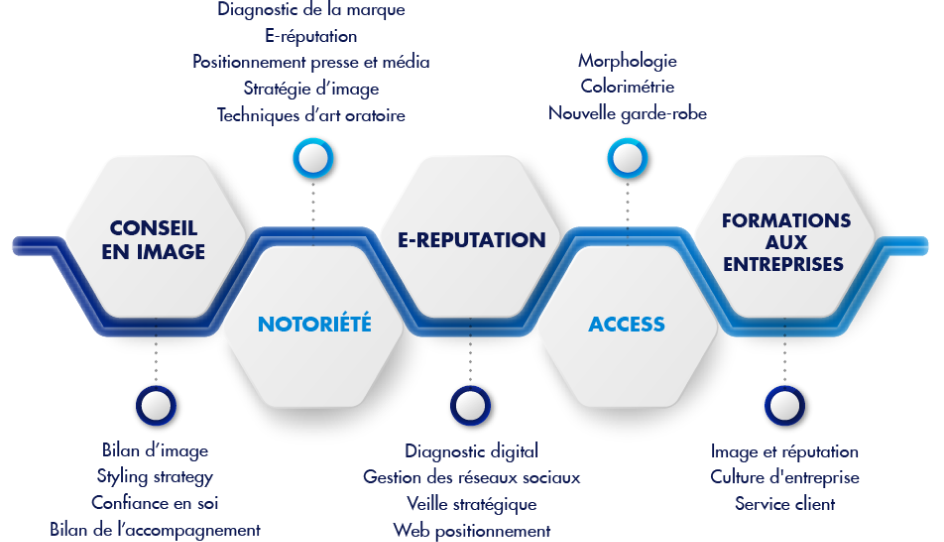 Diagnostic de la marque
E-réputation
Positionnement presse et média
Stratégie d'image
Techniques d'art oratoire
Morphologie
Colorimétrie
Nouvelle garde-robe
CONSEIL
EN IMAGE
NOTORIÉTÉ
E-REPUTATION
ACCESS
FORMATIONS
AUX
ENTREPRISES
Bilan d'image
Styling strategy
Confiance en soi
Bilan de l'accompagnement
Diagnostic digital
Gestion des réseaux sociaux
Veille stratégique
Web positionnement
Image et réputation
Culture d'entreprise
Service client